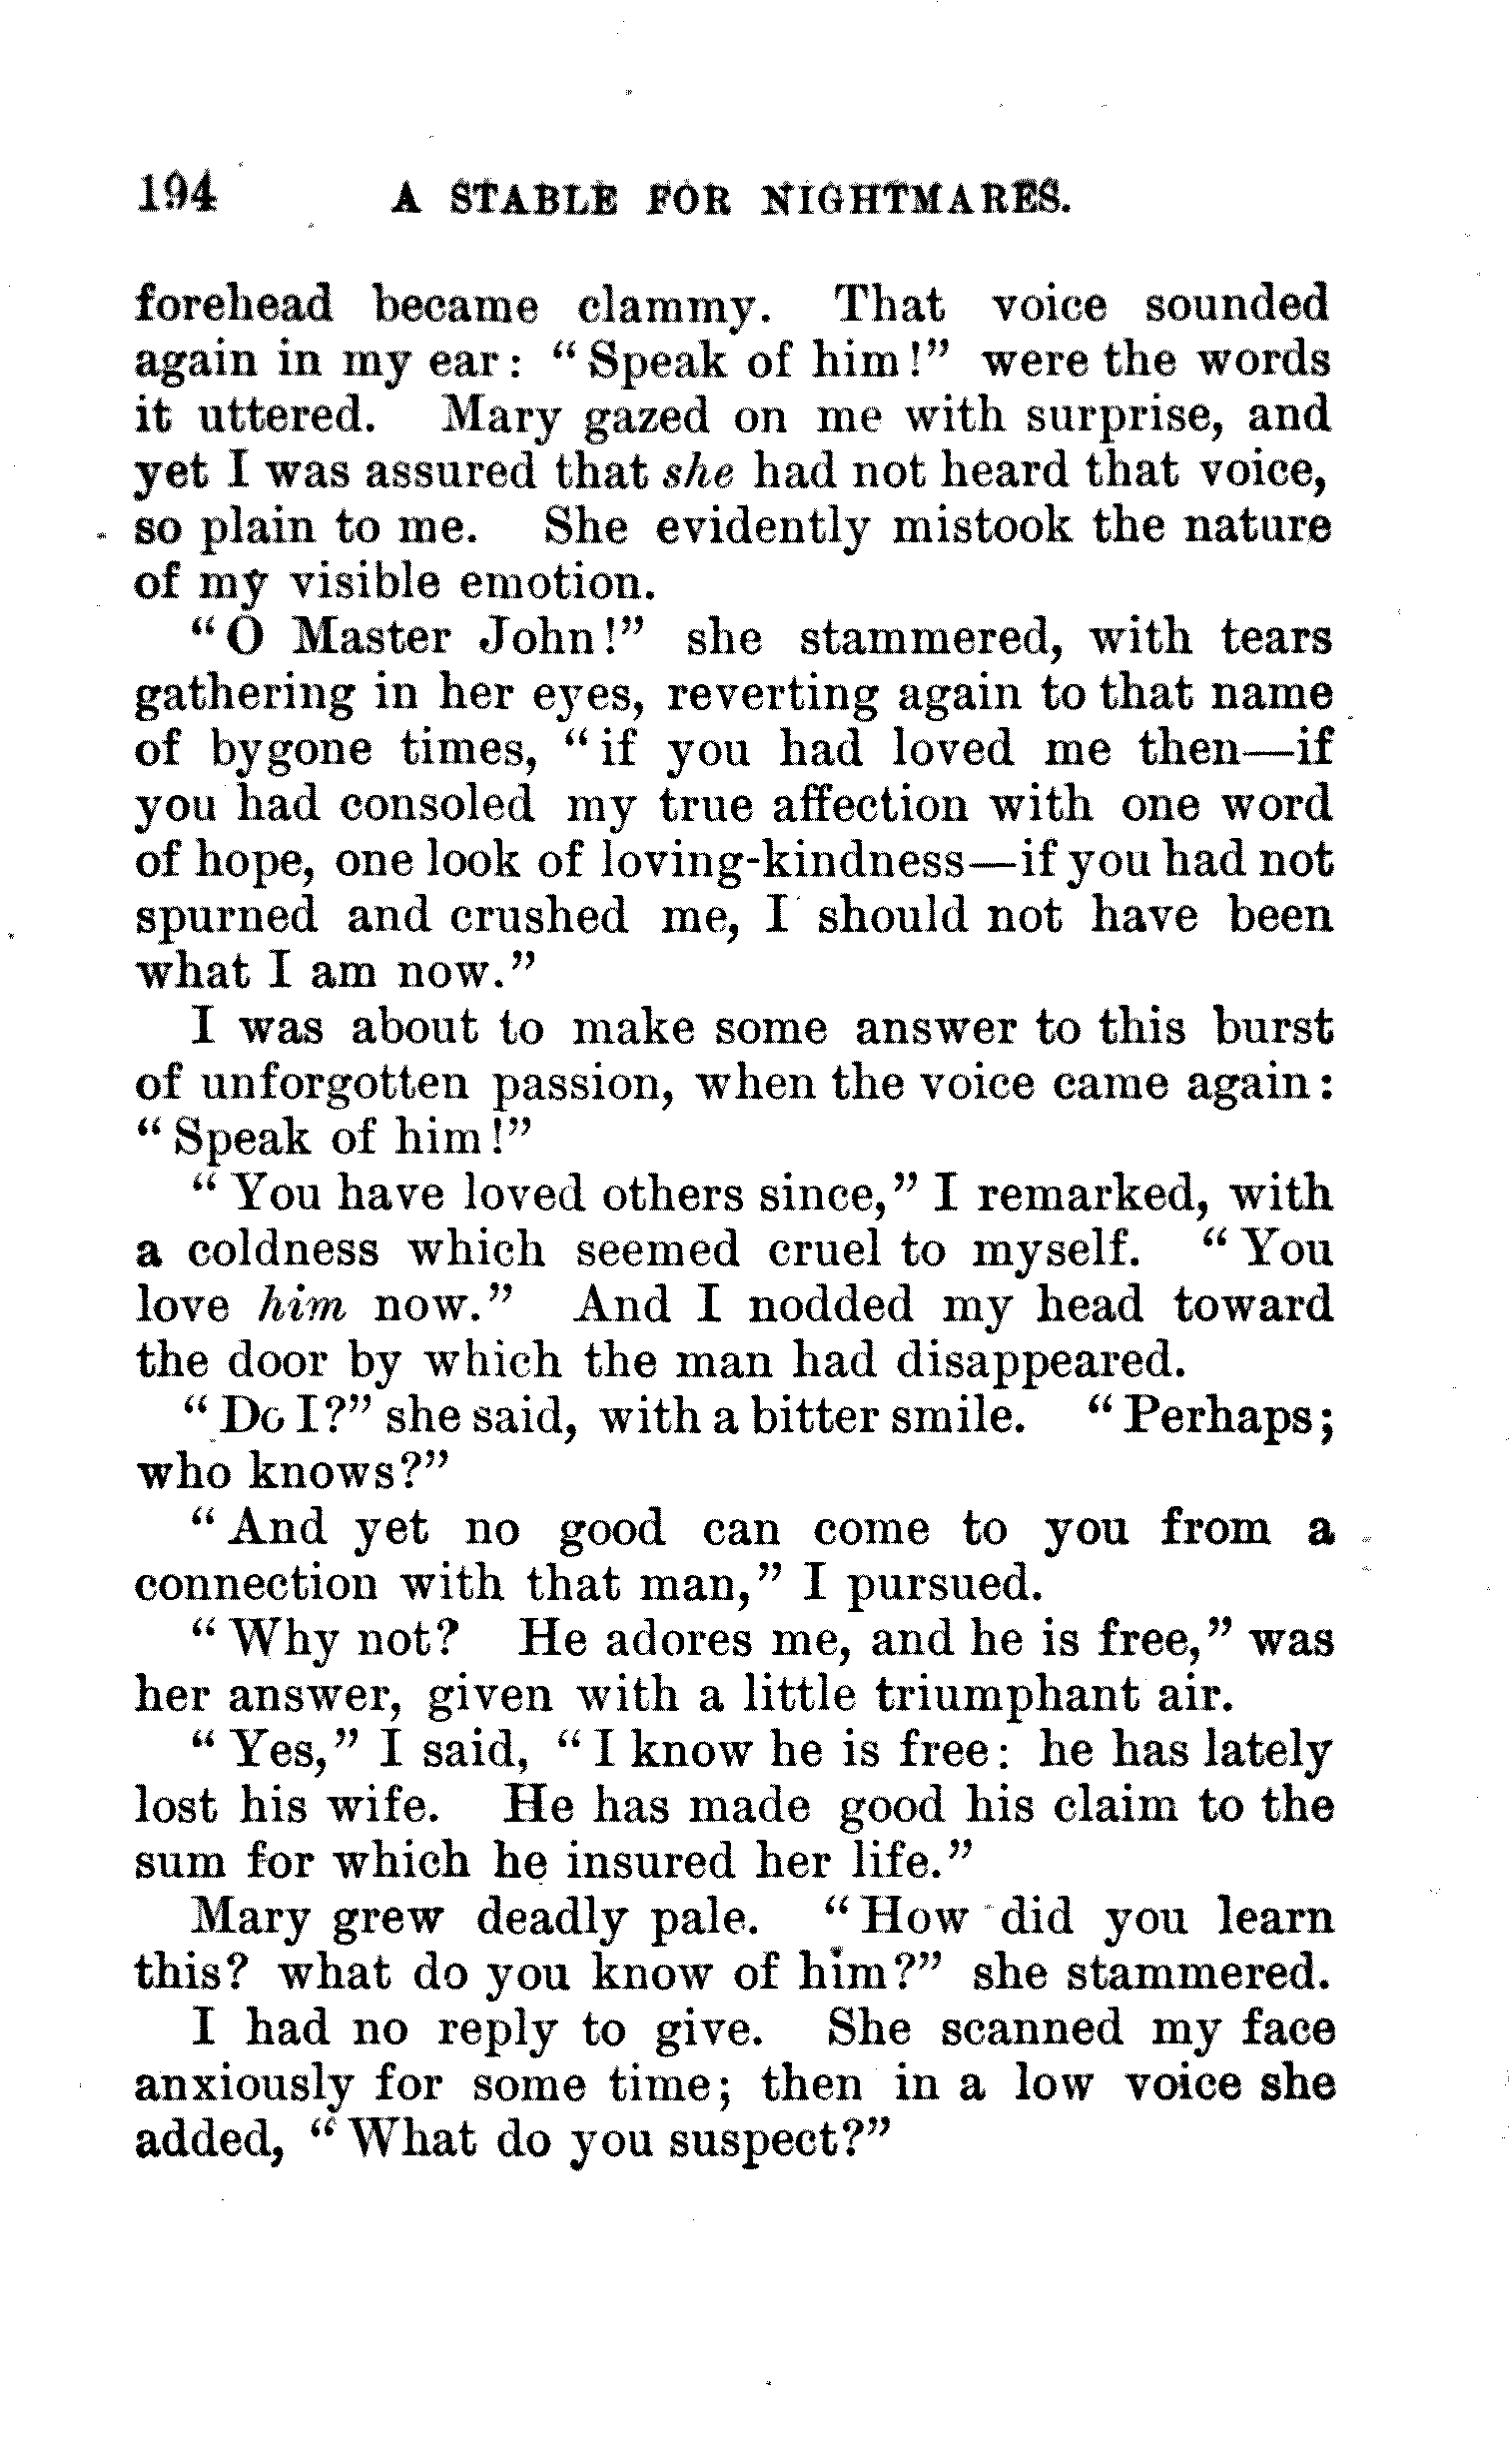 194 A STABLE FOR NIGHTMARES.
forehead became clammy. That voice sounded
again in my ear: "Speak of him!" were the words
it uttered. Mary gazed on me with surprise, and
yet I was assured that she had not heard that voice,
so plain to me. She evidently mistook the nature
of my visible emotion.
"O Master John!" she stammered, with tears
gathering in her eyes, reverting again to that name
of bygone times, "if you had loved me then—if
you had consoled my true affection with one word
of hope, one look of loving-kindness—if you had not
spurned and crushed me, I should not have been
what I am now."
I was about to make some answer to this burst
of unforgotten passion, when the voice came again:
"Speak of him!"
"You have loved others since," I remarked, with
a coldness which seemed cruel to myself. "You
love him now." And I nodded my head toward
the door by which the man had disappeared.
"Do I?" she said, with a bitter smile. "Perhaps;
who knows?"
"And yet no good can come to you from a
connection with that man," I pursued.
"Why not? He adores me, and he is free," was
her answer, given with a little triumphant air.
"Yes," I said, "I know he is free: he has lately
lost his wife. He has made good his claim to the
sum for which he insured her life."
Mary grew deadly pale. "How did you learn
this? what do you know of him?" she stammered.
I had no reply to give. She scanned my face
anxiously for some time; then in a low voice she
added, "What do you suspect?"